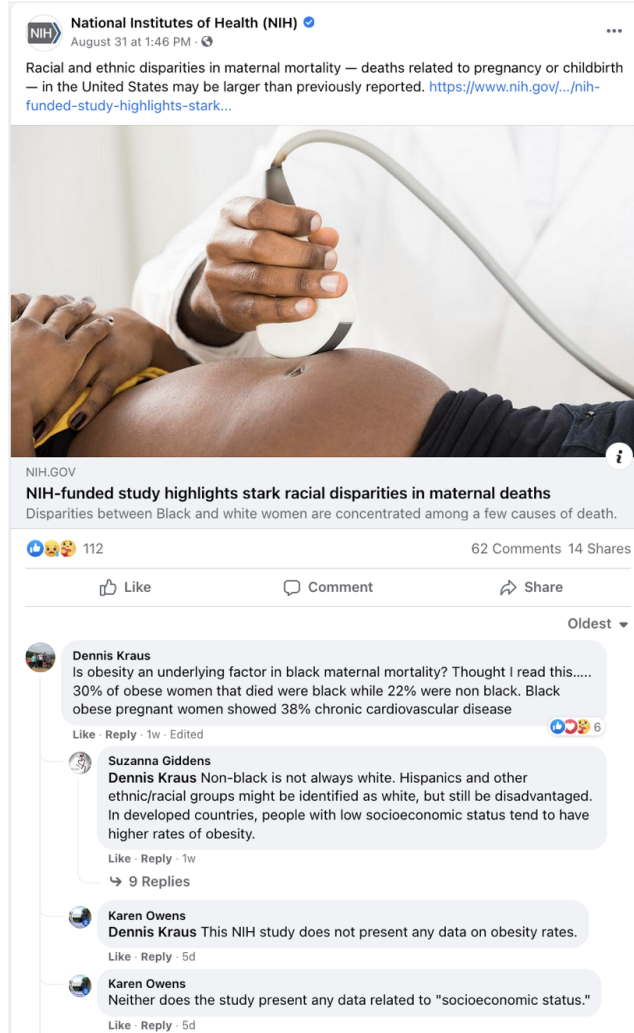 NIH
National Institutes of Health (NIH)
August 31 at 1:46 PM ·
Racial and ethnic disparities in maternal mortality — deaths related to pregnancy or childbirth
— in the United States may be larger than previously reported. https://www.nih.gov/.../nih-
funded-study-highlights-stark...
i
NIH.GOV
NIH-funded study highlights stark racial disparities in maternal deaths
Disparities between Black and white women are concentrated among a few causes of death.
112
62 Comments 14 Shares
Like
Comment
Share
Oldest
Dennis Kraus
Is obesity an underlying factor in black maternal mortality? Thought I read this.....
30% of obese women that died were black while 22% were non black. Black
obese pregnant women showed 38% chronic cardiovascular disease
6
Like · Reply · 1w · Edited
Suzanna Giddens
Dennis Kraus Non-black is not always white. Hispanics and other
ethnic/racial groups might be identified as white, but still be disadvantaged.
In developed countries, people with low socioeconomic status tend to have
higher rates of obesity.
Like · Reply · 1w
9 Replies
Karen Owens
Dennis Kraus This NIH study does not present any data on obesity rates.
Like · Reply · 5d
Karen Owens
Neither does the study present any data related to "socioeconomic status."
Like · Reply · 5d